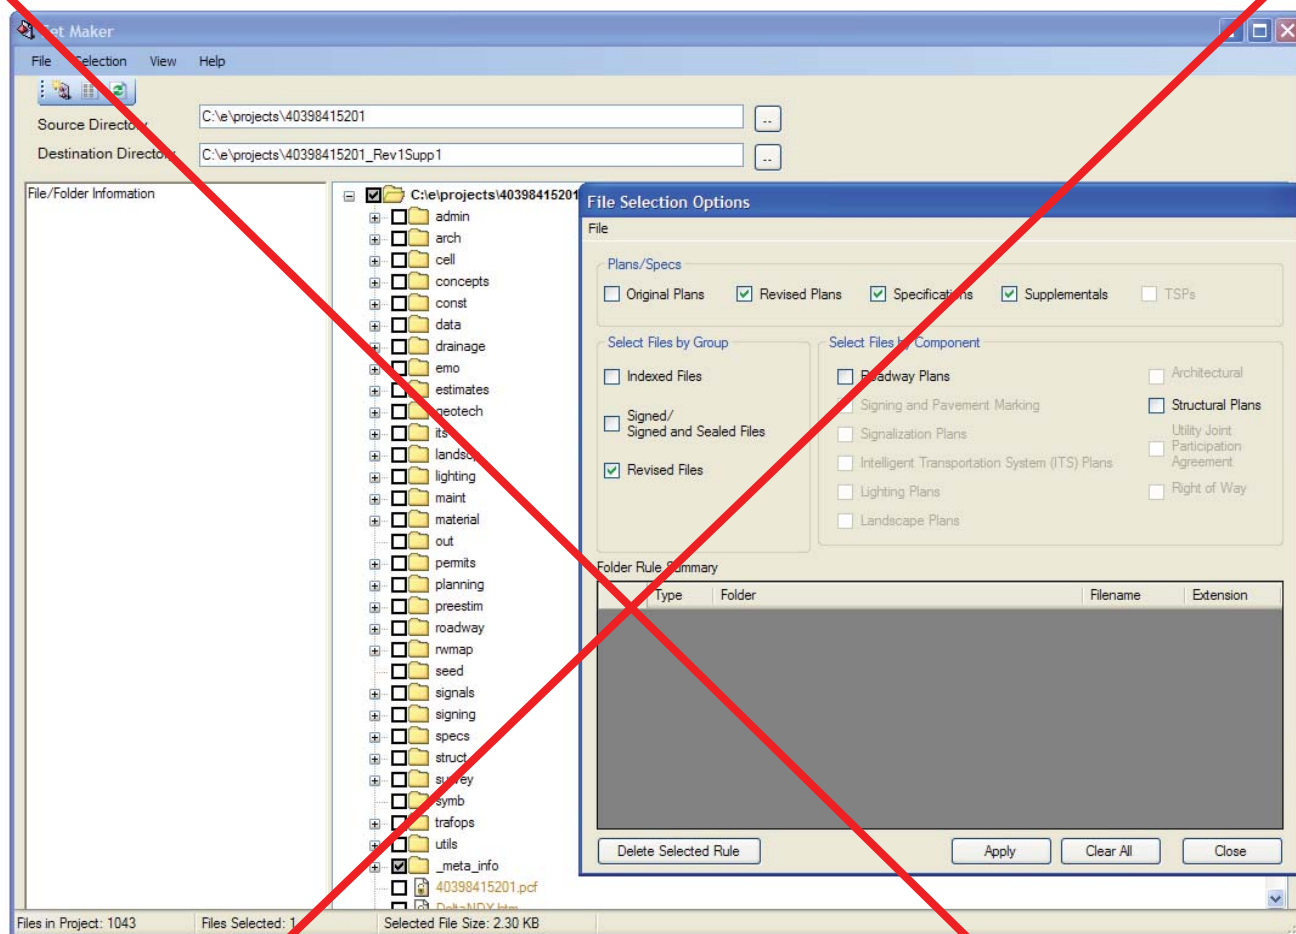 Set Maker
File Selection View Help
Source Directory C:\e\projects\40398415201 ..
Destination Directory C:\e\projects\40398415201_Rev1Supp1 ..
File/Folder Information
C:\e\projects\40398415201
admin
arch
cell
concepts
const
data
drainage
emo
estimates
geotech
its
landscp
lighting
maint
material
out
permits
planning
preestim
roadway
rwmap
seed
signals
signing
specs
struct
survey
symb
trafops
utils
_meta_info
40398415201.pcf
DeltaNDX.htm
File Selection Options
File
Plans/Specs
Original Plans Revised Plans Specifications Supplementals TSPs
Select Files by Group
Indexed Files
Signed/
Signed and Sealed Files
Revised Files
Select Files by Component
Roadway Plans
Signing and Pavement Marking
Signalization Plans
Intelligent Transportation System (ITS) Plans
Lighting Plans
Landscape Plans
Architectural
Structural Plans
Utility Joint
Participation
Agreement
Right of Way
Folder Rule Summary
Type Folder Filename Extension
Delete Selected Rule Apply Clear All Close
Files in Project: 1043 Files Selected: 1 Selected File Size: 2.30 KB